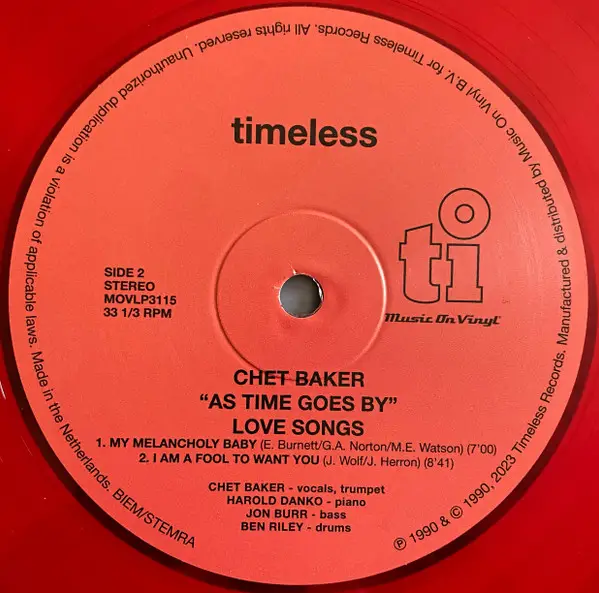 timeless
ti
Music On Vinyl
SIDE 2
STEREO
MOVLP3115
33 1/3 RPM
CHET BAKER
“AS TIME GOES BY”
LOVE SONGS
1. MY MELANCHOLY BABY (E. Burnett/G.A. Norton/M.E. Watson) (7'00)
2. I AM A FOOL TO WANT YOU (J. Wolf/J. Herron) (8'41)
CHET BAKER - vocals, trumpet
HAROLD DANKO - piano
JON BURR - bass
BEN RILEY - drums
℗ 1990 & © 1990, 2023 Timeless Records. Manufactured & distributed by Music On Vinyl B.V. for Timeless Records. All rights reserved. Unauthorized duplication is a violation of applicable laws. Made in the Netherlands. BIEM/STEMRA